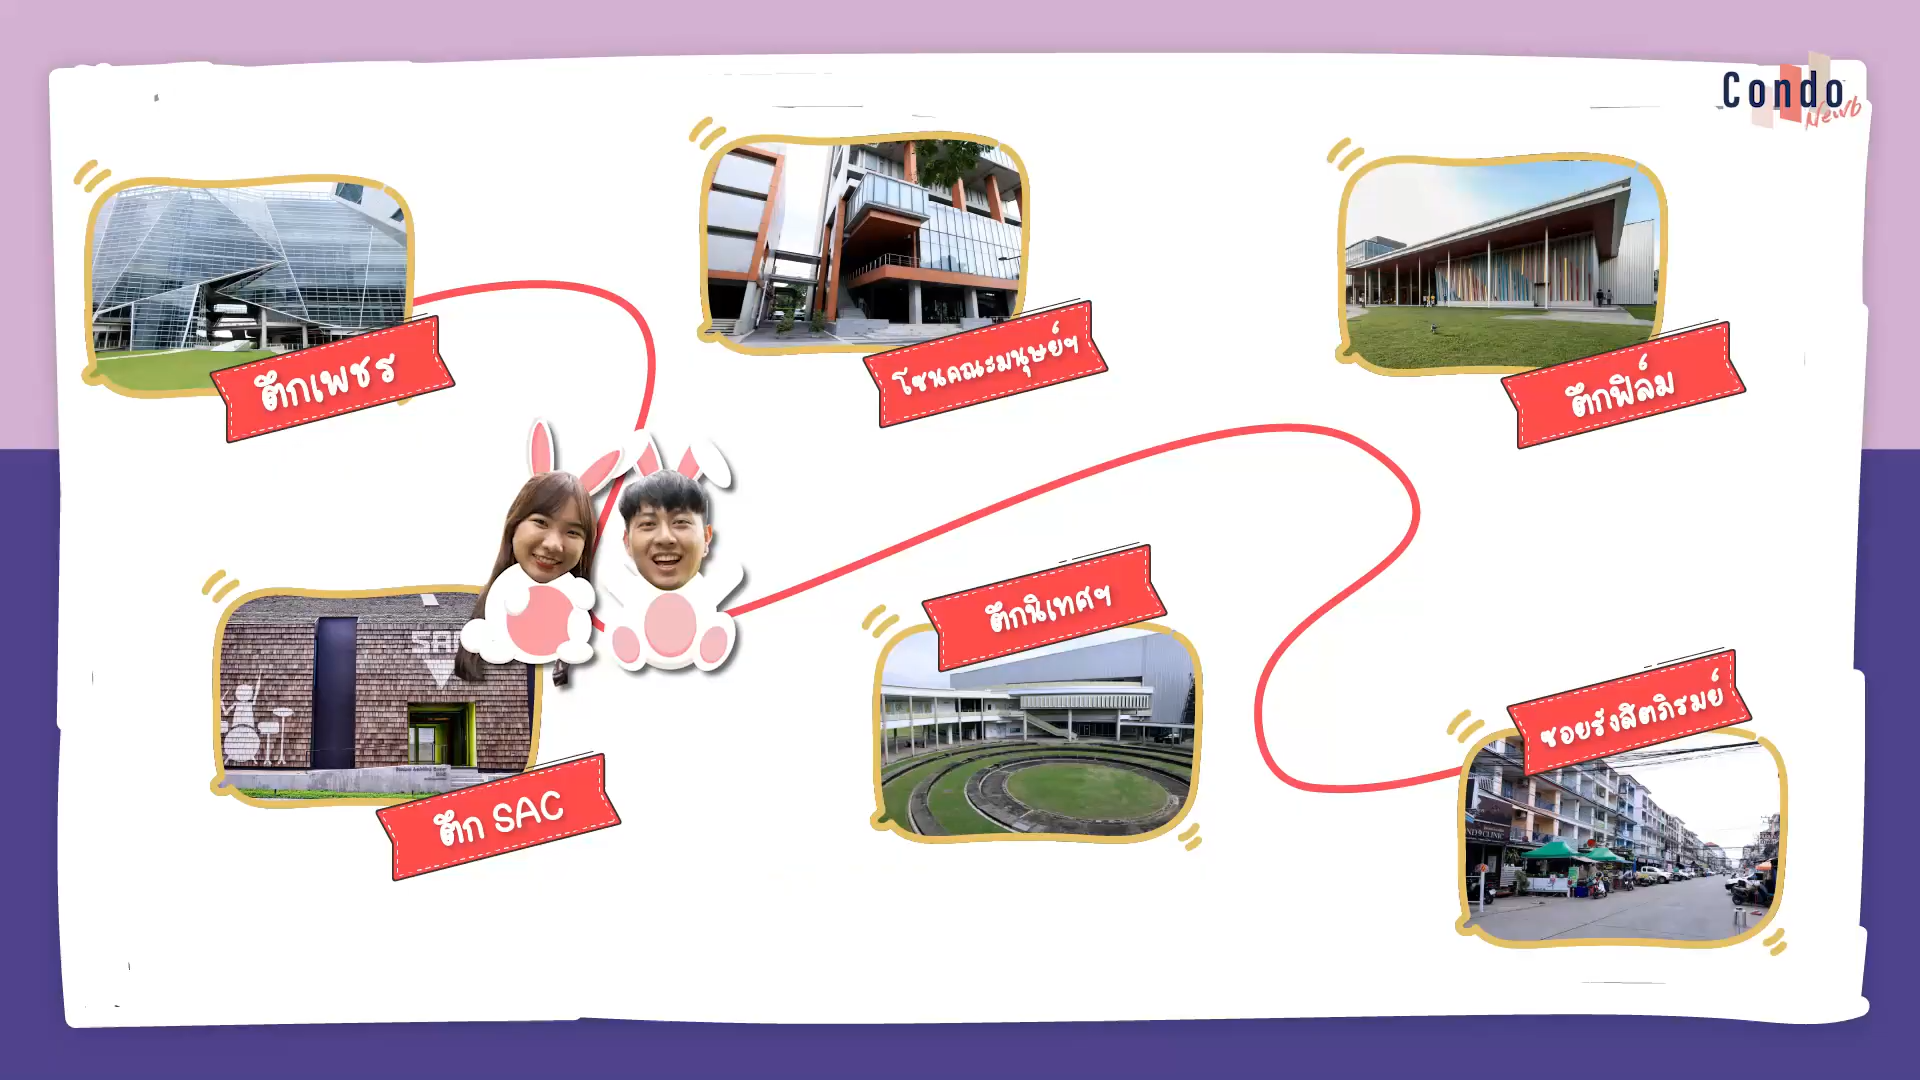 Condo
Newb
ตึกเพชร
โซนคณะมนุษย์ฯ
ตึกฟิล์ม
ตึกนิเทศฯ
ซอยรังสิตภิรมย์
ตึก SAC